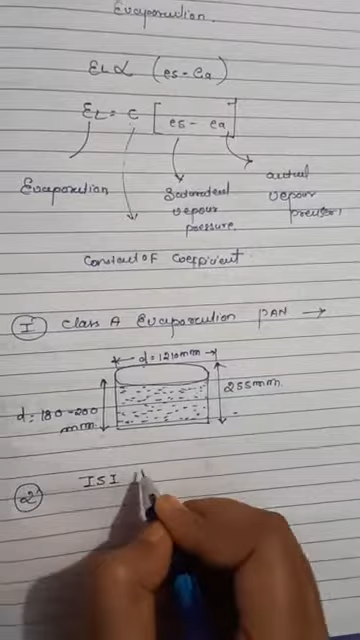 Evaporation.
EL α (es - ea)
EL = c [es - ea]
Evaporation
Saturated vapour pressure
actual vapour pressure
Constant of Coefficient
I Class A Evaporation PAN →
d = 1210mm
255mm.
d = 180-200 mm
2 ISI